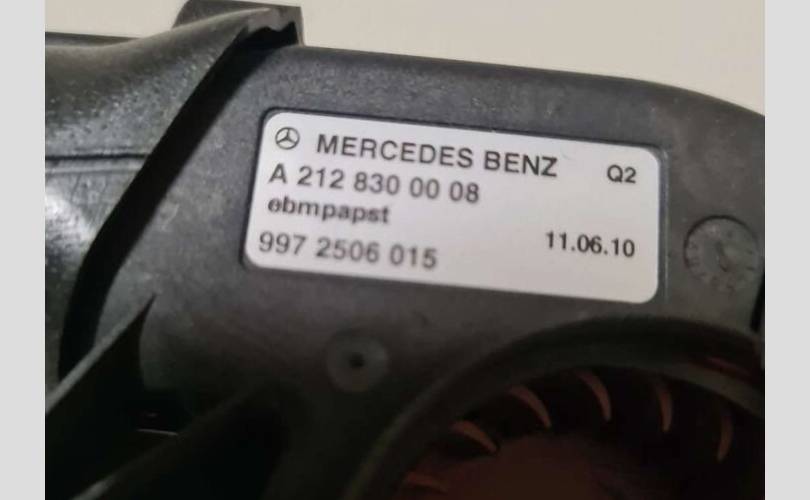 MERCEDES BENZ Q2
A 212 830 00 08
ebmpapst
997 2506 015 11.06.10